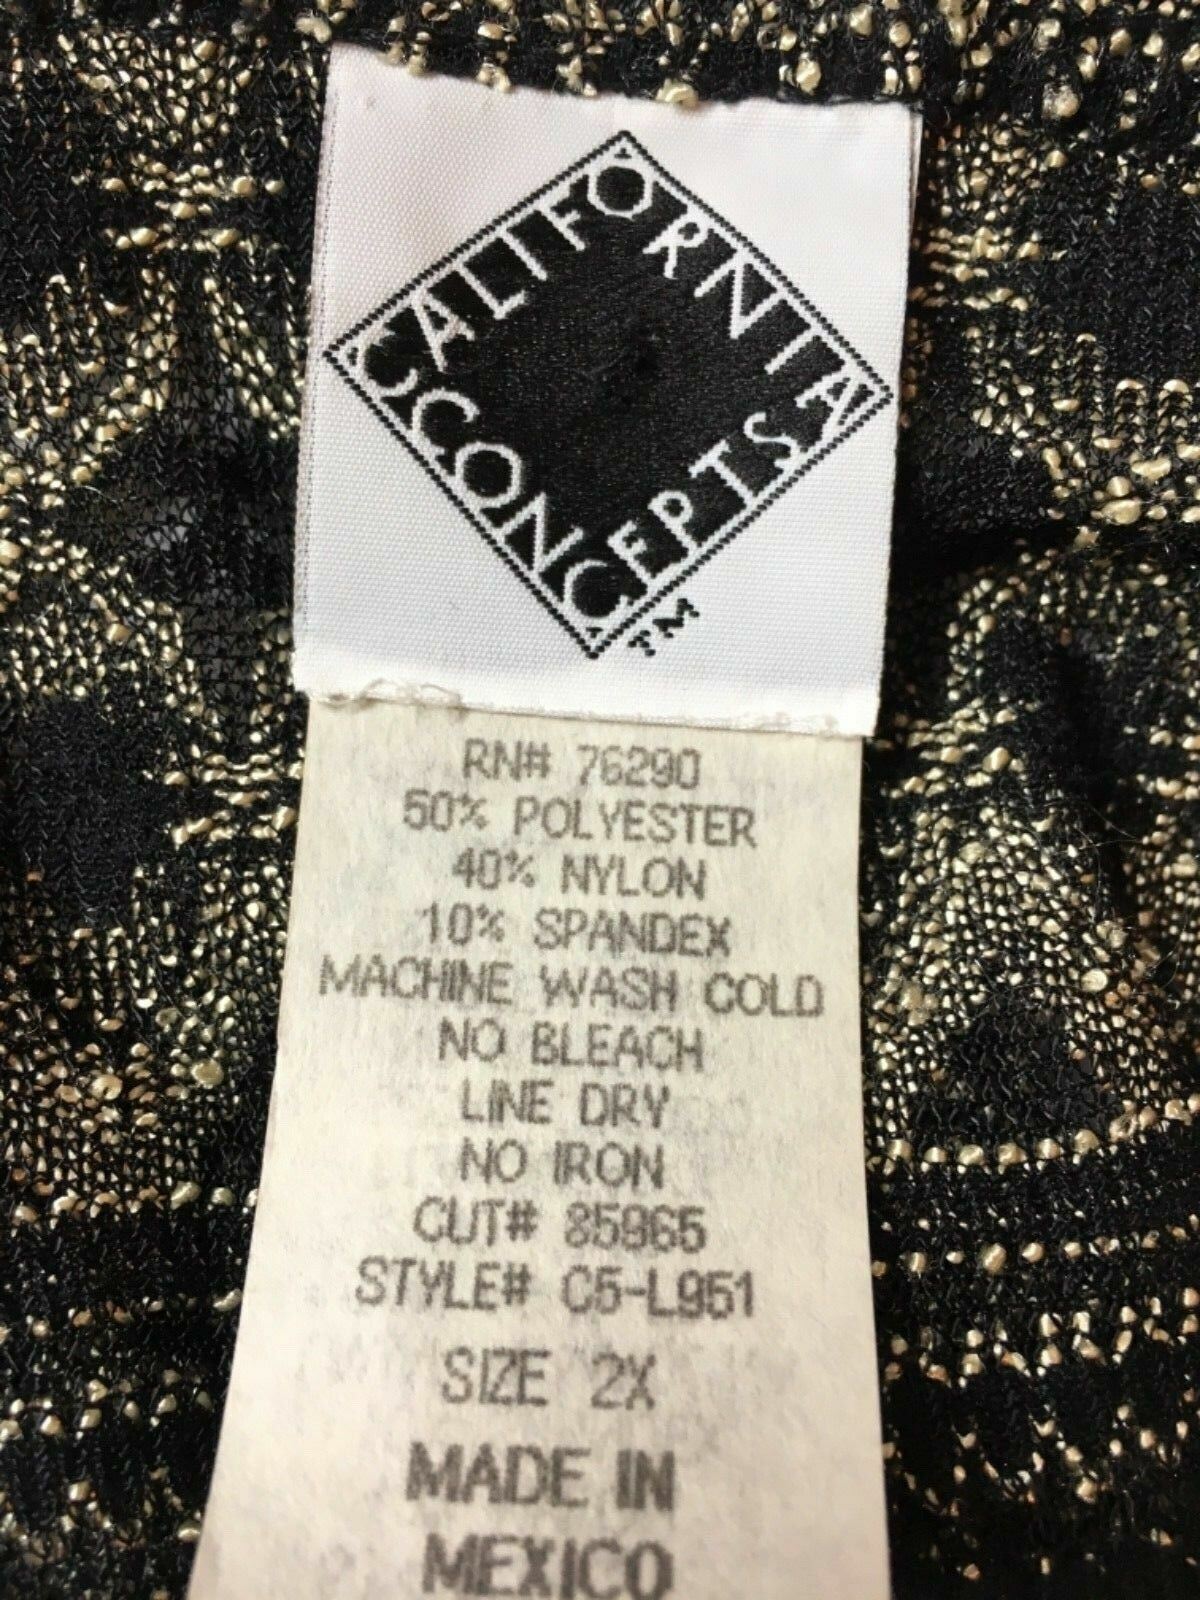 CALIFORNIA
CONCEPTS
TM
RN# 76290
50% POLYESTER
40% NYLON
10% SPANDEX
MACHINE WASH COLD
NO BLEACH
LINE DRY
NO IRON
CUT# 85965
STYLE# C5-L951
SIZE 2X
MADE IN
MEXICO